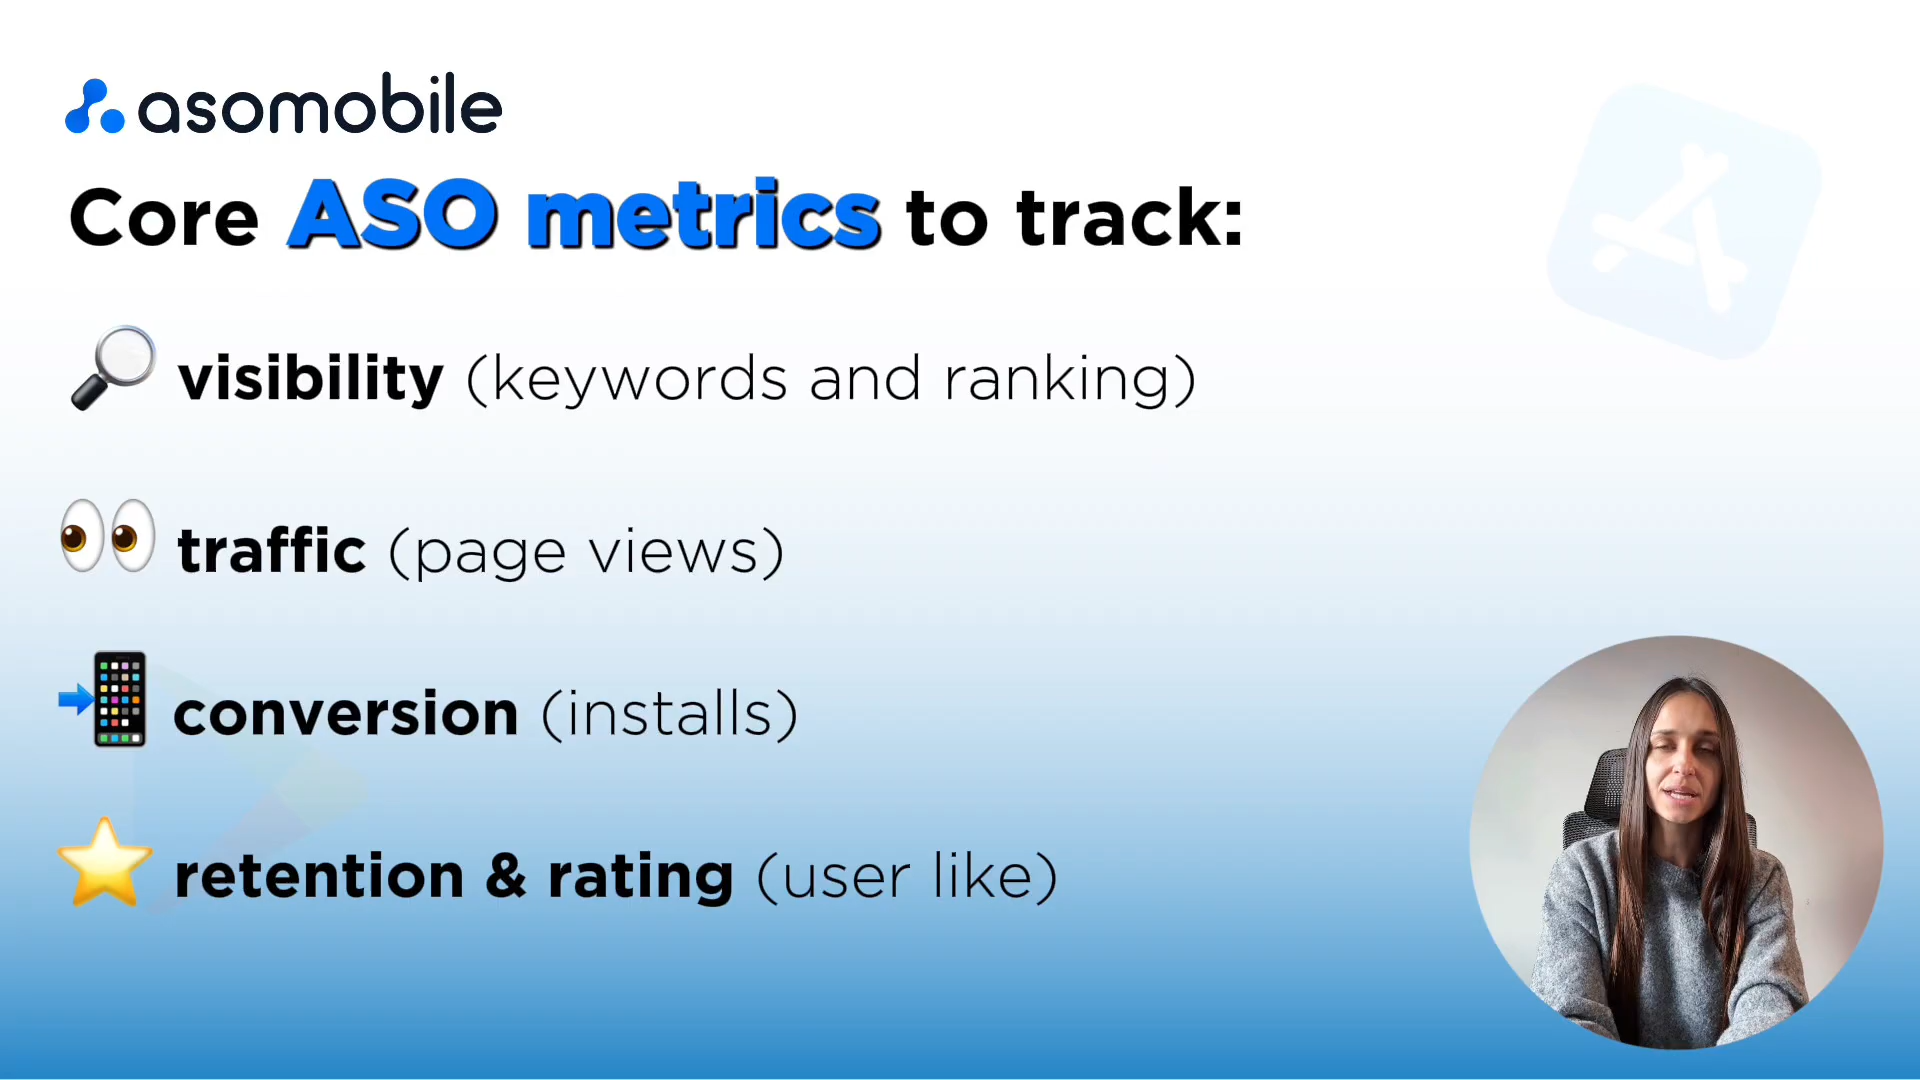 asomobile
Core ASO metrics to track:
visibility (keywords and ranking)
traffic (page views)
conversion (installs)
retention & rating (user like)